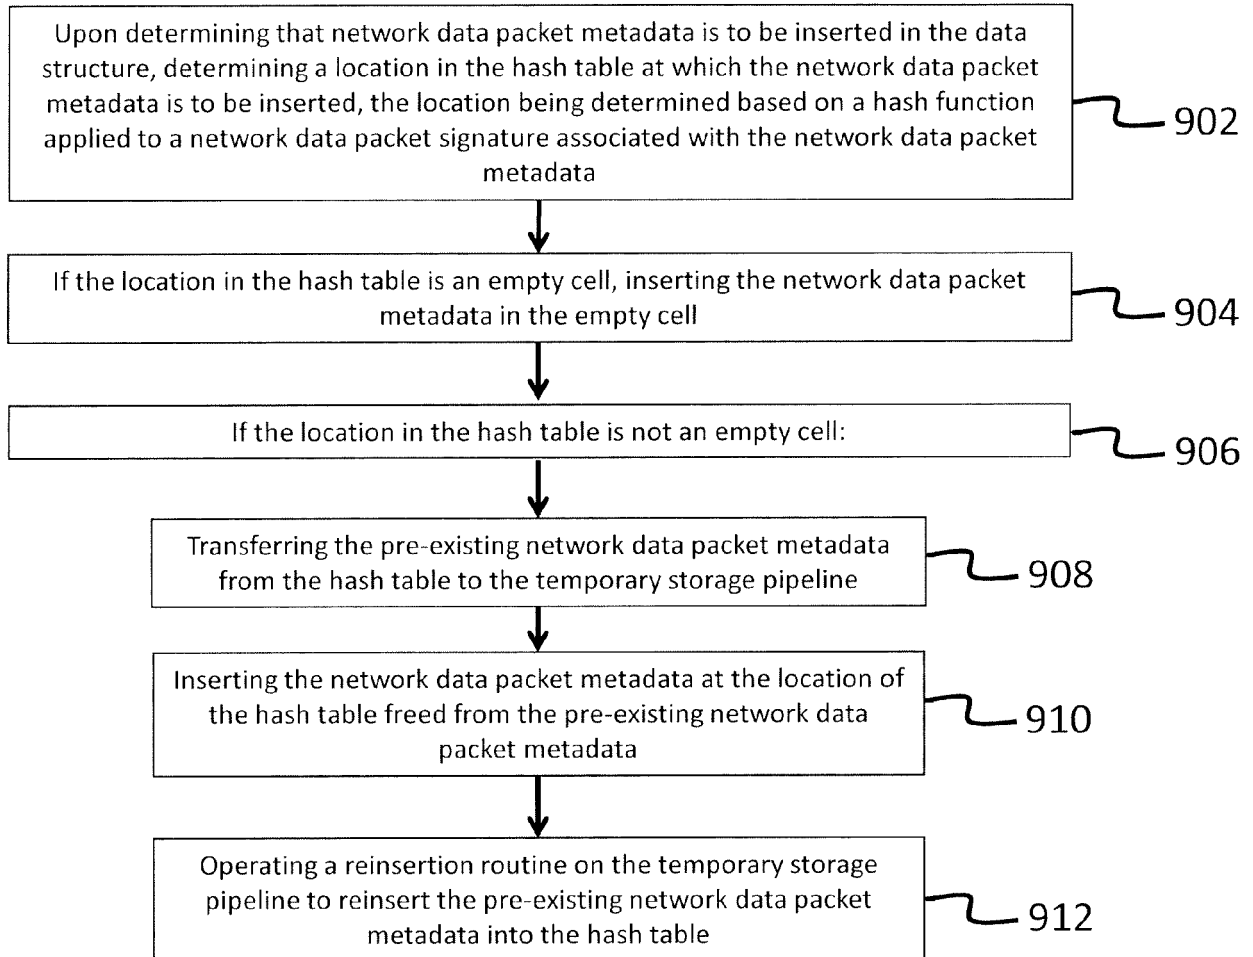 Upon determining that network data packet metadata is to be inserted in the data
structure, determining a location in the hash table at which the network data packet
metadata is to be inserted, the location being determined based on a hash function
applied to a network data packet signature associated with the network data packet
metadata
902
If the location in the hash table is an empty cell, inserting the network data packet
metadata in the empty cell
904
If the location in the hash table is not an empty cell:
906
Transferring the pre-existing network data packet metadata
from the hash table to the temporary storage pipeline
908
Inserting the network data packet metadata at the location of
the hash table freed from the pre-existing network data
packet metadata
910
Operating a reinsertion routine on the temporary storage
pipeline to reinsert the pre-existing network data packet
metadata into the hash table
912